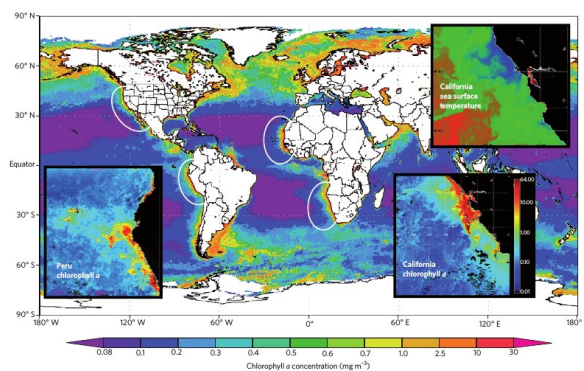 90° N
60° N
30° N
Equator
30° S
60° S
90° S
California
sea surface
temperature
Peru
chlorophyll a
California
chlorophyll a
64.00
10.00
1.00
0.10
0.01
180° W
120° W
60° W
0°
60° E
120° E
180°
0.08 0.1 0.2 0.3 0.4 0.5 0.6 0.7 1.0 2.5 10 30
Chlorophyll a concentration (mg m⁻³)